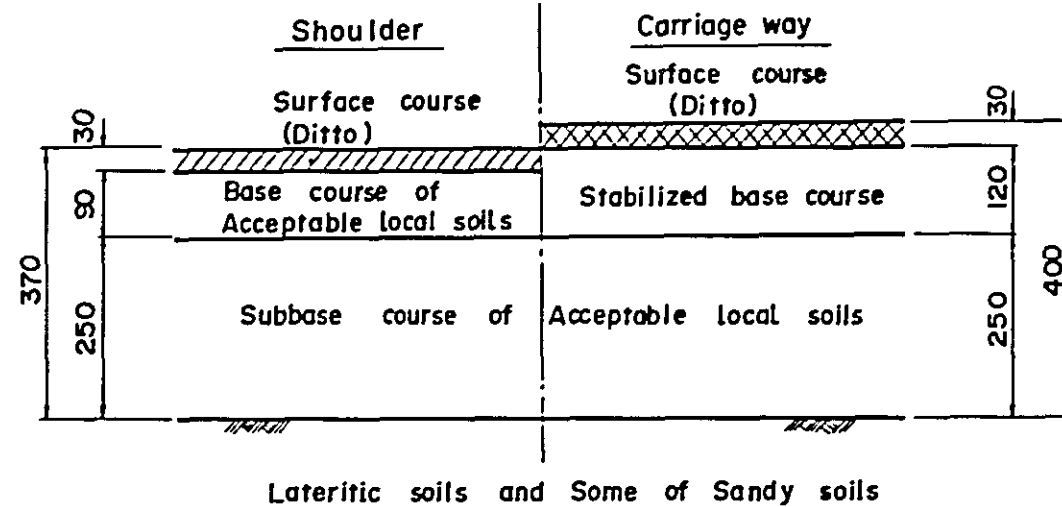 Shoulder
Carriage way
Surface course
(Ditto)
Surface course
(Ditto)
30
30
Base course of
Acceptable local soils
Stabilized base course
90
120
370
400
250
Subbase course of Acceptable local soils
250
Lateritic soils and Some of Sandy soils